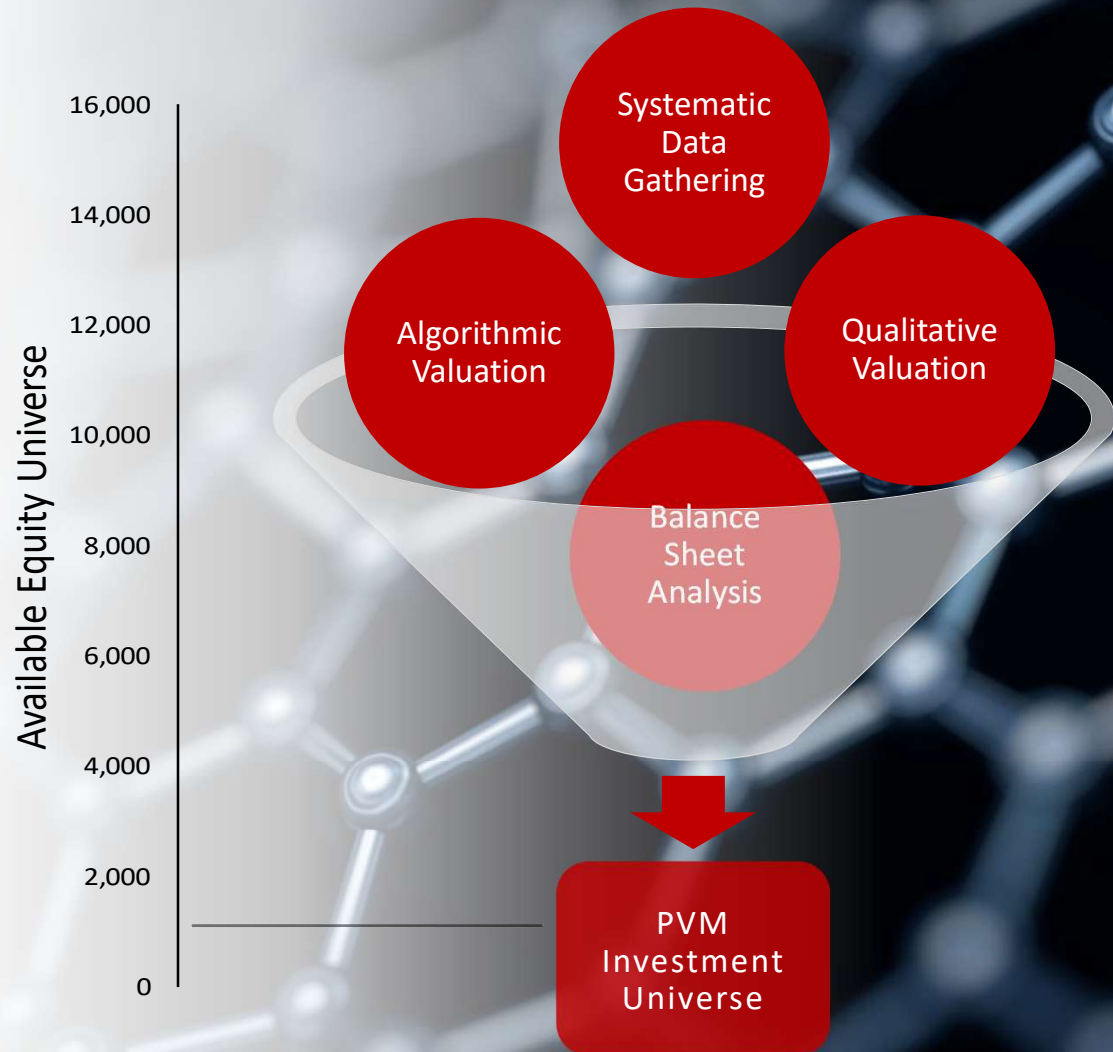 Available Equity Universe
16,000
14,000
12,000
10,000
8,000
6,000
4,000
2,000
0
Systematic
Data
Gathering
Algorithmic
Valuation
Qualitative
Valuation
Balance
Sheet
Analysis
PVM
Investment
Universe